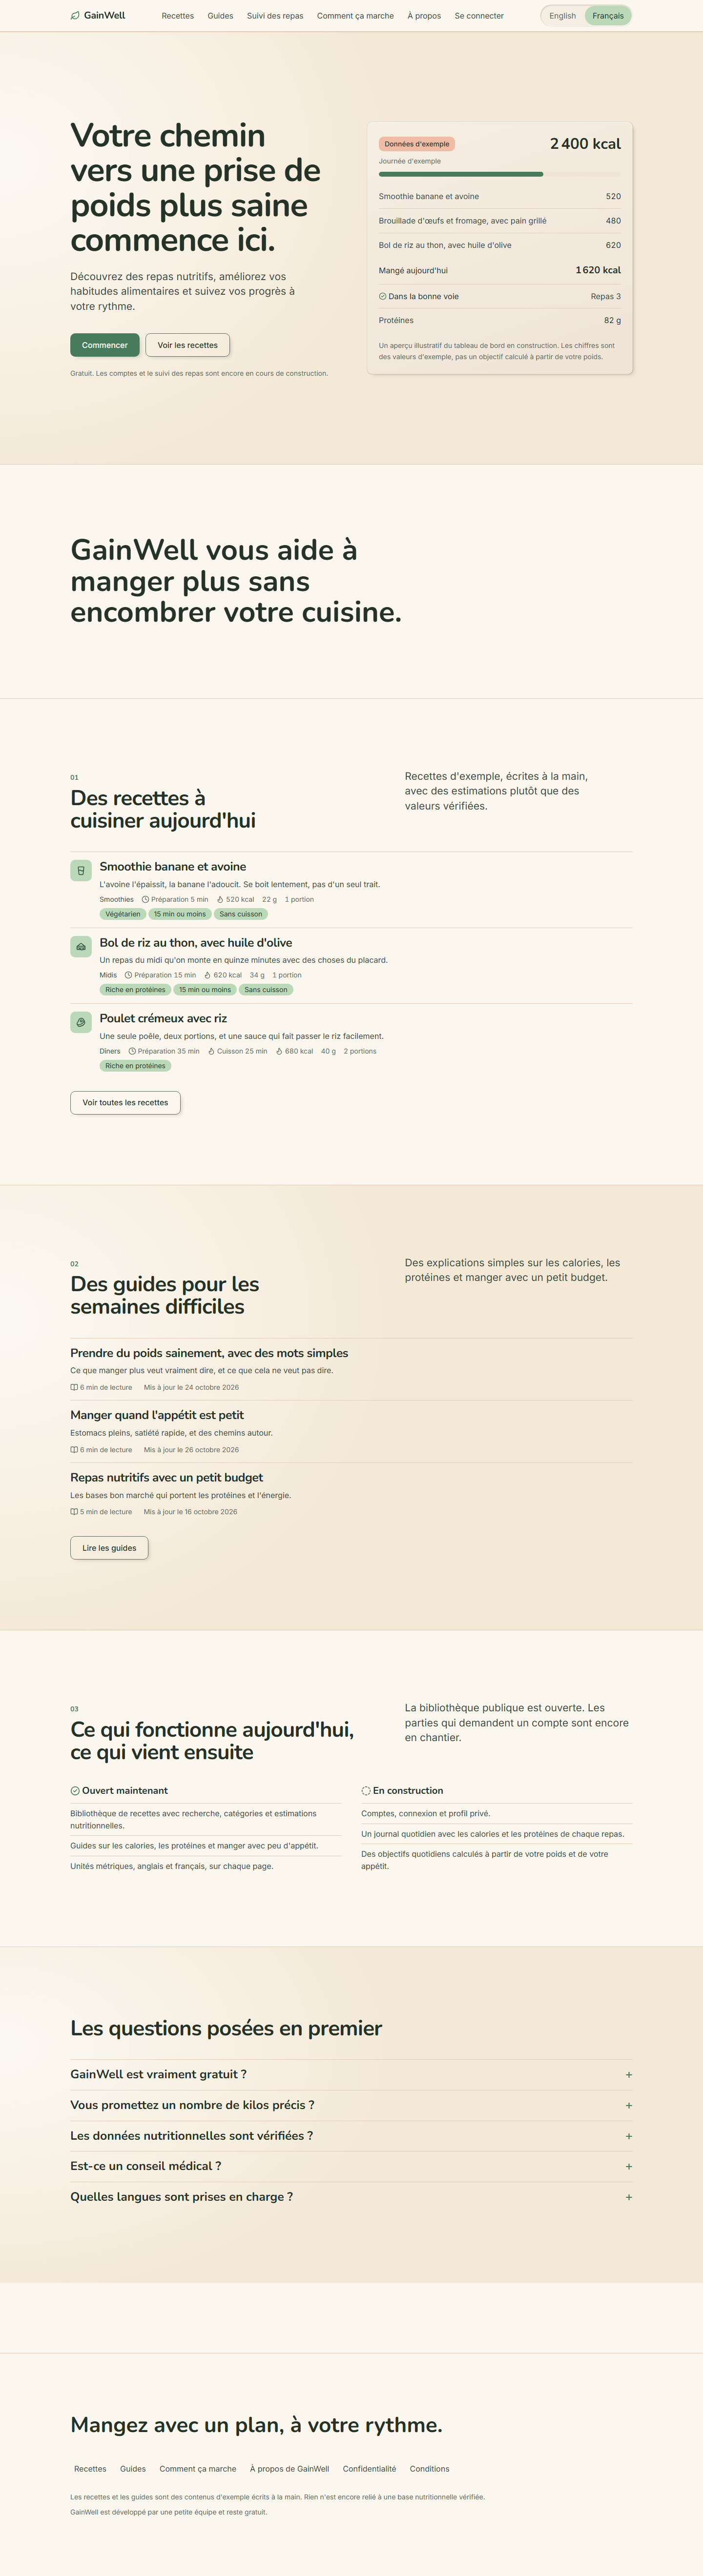 GainWell
Recettes
Guides
Suivi des repas
Comment ça marche
À propos
Se connecter
English
Français
Votre chemin
vers une prise de
poids plus saine
commence ici.
Découvrez des repas nutritifs, améliorez vos
habitudes alimentaires et suivez vos progrès à
votre rythme.
Commencer
Voir les recettes
Gratuit. Les comptes et le suivi des repas sont encore en cours de construction.
Données d'exemple
2 400 kcal
Journée d'exemple
Smoothie banane et avoine 520
Brouillade d'œufs et fromage, avec pain grillé 480
Bol de riz au thon, avec huile d'olive 620
Mangé aujourd'hui 1 620 kcal
Dans la bonne voie Repas 3
Protéines 82 g
Un aperçu illustratif du tableau de bord en construction. Les chiffres sont
des valeurs d'exemple, pas un objectif calculé à partir de votre poids.
GainWell vous aide à
manger plus sans
encombrer votre cuisine.
01
Des recettes à
cuisiner aujourd'hui
Recettes d'exemple, écrites à la main,
avec des estimations plutôt que des
valeurs vérifiées.
Smoothie banane et avoine
L'avoine l'épaissit, la banane l'adoucit. Se boit lentement, pas d'un seul trait.
Smoothies Préparation 5 min 520 kcal 22 g 1 portion
Végétarien 15 min ou moins Sans cuisson
Bol de riz au thon, avec huile d'olive
Un repas du midi qu'on monte en quinze minutes avec des choses du placard.
Midis Préparation 15 min 620 kcal 34 g 1 portion
Riche en protéines 15 min ou moins Sans cuisson
Poulet crémeux avec riz
Une seule poêle, deux portions, et une sauce qui fait passer le riz facilement.
Dîners Préparation 35 min Cuisson 25 min 680 kcal 40 g 2 portions
Riche en protéines
Voir toutes les recettes
02
Des guides pour les
semaines difficiles
Des explications simples sur les calories, les
protéines et manger avec un petit budget.
Prendre du poids sainement, avec des mots simples
Ce que manger plus veut vraiment dire, et ce que cela ne veut pas dire.
6 min de lecture Mis à jour le 24 octobre 2026
Manger quand l'appétit est petit
Estomacs pleins, satiété rapide, et des chemins autour.
6 min de lecture Mis à jour le 26 octobre 2026
Repas nutritifs avec un petit budget
Les bases bon marché qui portent les protéines et l'énergie.
5 min de lecture Mis à jour le 16 octobre 2026
Lire les guides
03
Ce qui fonctionne aujourd'hui,
ce qui vient ensuite
La bibliothèque publique est ouverte. Les
parties qui demandent un compte sont encore
en chantier.
Ouvert maintenant
Bibliothèque de recettes avec recherche, catégories et estimations
nutritionnelles.
Guides sur les calories, les protéines et manger avec peu d'appétit.
Unités métriques, anglais et français, sur chaque page.
En construction
Comptes, connexion et profil privé.
Un journal quotidien avec les calories et les protéines de chaque repas.
Des objectifs quotidiens calculés à partir de votre poids et de votre
appétit.
Les questions posées en premier
GainWell est vraiment gratuit ? +
Vous promettez un nombre de kilos précis ? +
Les données nutritionnelles sont vérifiées ? +
Est-ce un conseil médical ? +
Quelles langues sont prises en charge ? +
Mangez avec un plan, à votre rythme.
Recettes
Guides
Comment ça marche
À propos de GainWell
Confidentialité
Conditions
Les recettes et les guides sont des contenus d'exemple écrits à la main. Rien n'est encore relié à une base nutritionnelle vérifiée.
GainWell est développé par une petite équipe et reste gratuit.